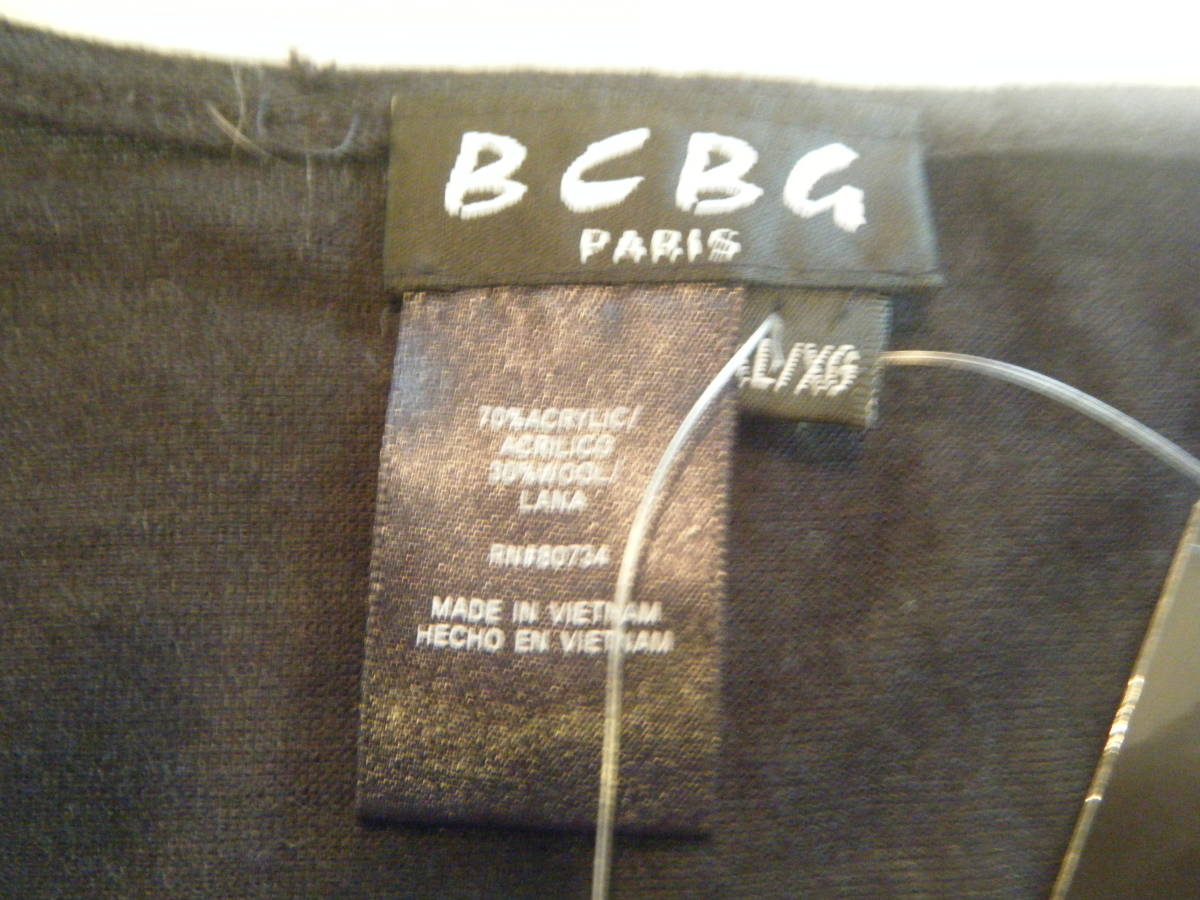 BCBG
PARIS
L/XG
70%ACRYLIC/
ACRILICO
30%WOOL/
LANA
RN#80734
MADE IN VIETNAM
HECHO EN VIETNAM